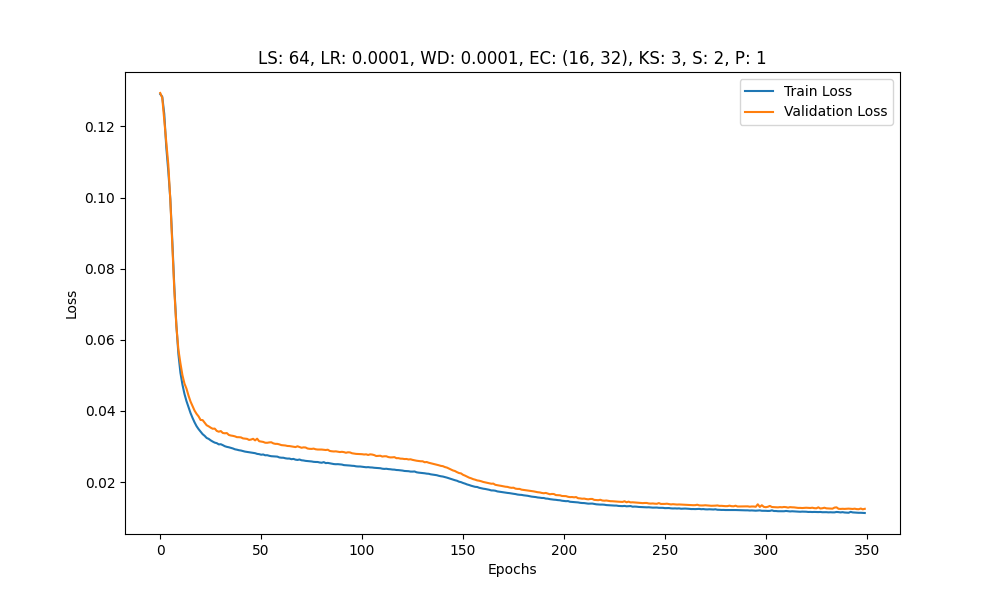 LS: 64, LR: 0.0001, WD: 0.0001, EC: (16, 32), KS: 3, S: 2, P: 1
Train Loss
Validation Loss
0.12
0.10
0.08
0.06
0.04
0.02
Loss
0 50 100 150 200 250 300 350
Epochs